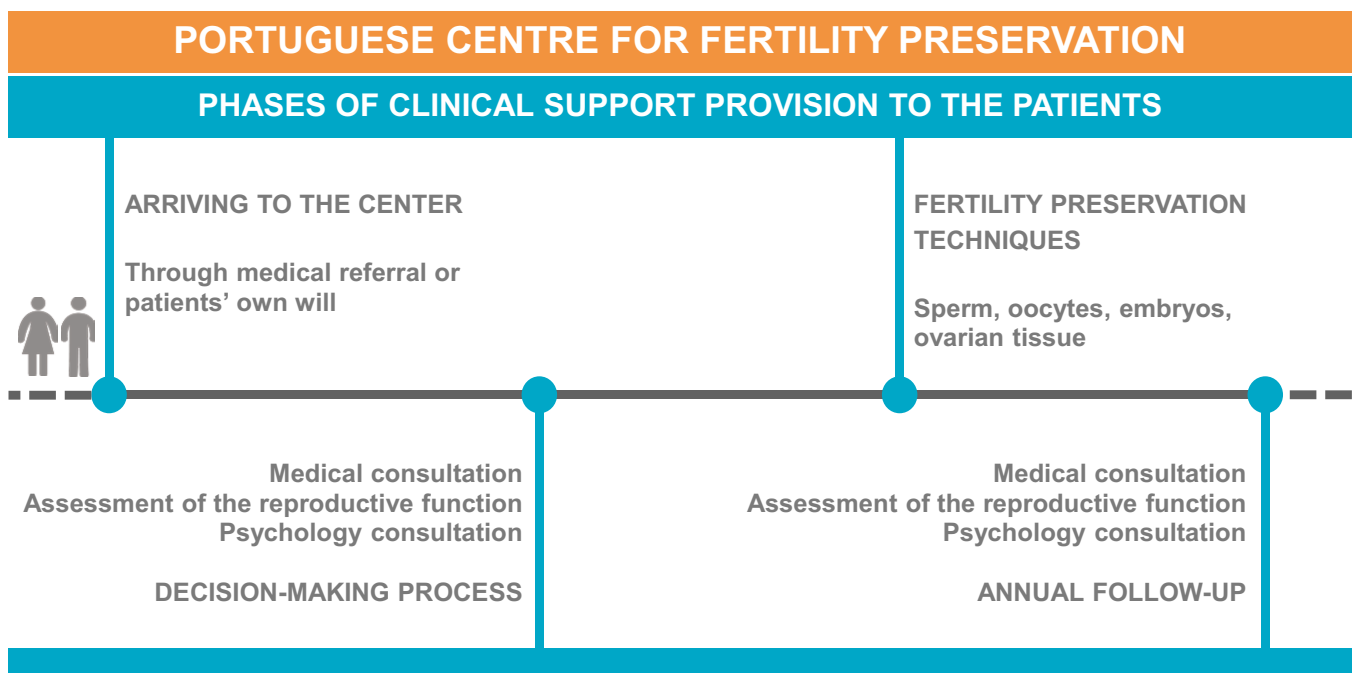 PORTUGUESE CENTRE FOR FERTILITY PRESERVATION
PHASES OF CLINICAL SUPPORT PROVISION TO THE PATIENTS
ARRIVING TO THE CENTER
Through medical referral or
patients’ own will
Medical consultation
Assessment of the reproductive function
Psychology consultation
DECISION-MAKING PROCESS
FERTILITY PRESERVATION
TECHNIQUES
Sperm, oocytes, embryos,
ovarian tissue
Medical consultation
Assessment of the reproductive function
Psychology consultation
ANNUAL FOLLOW-UP